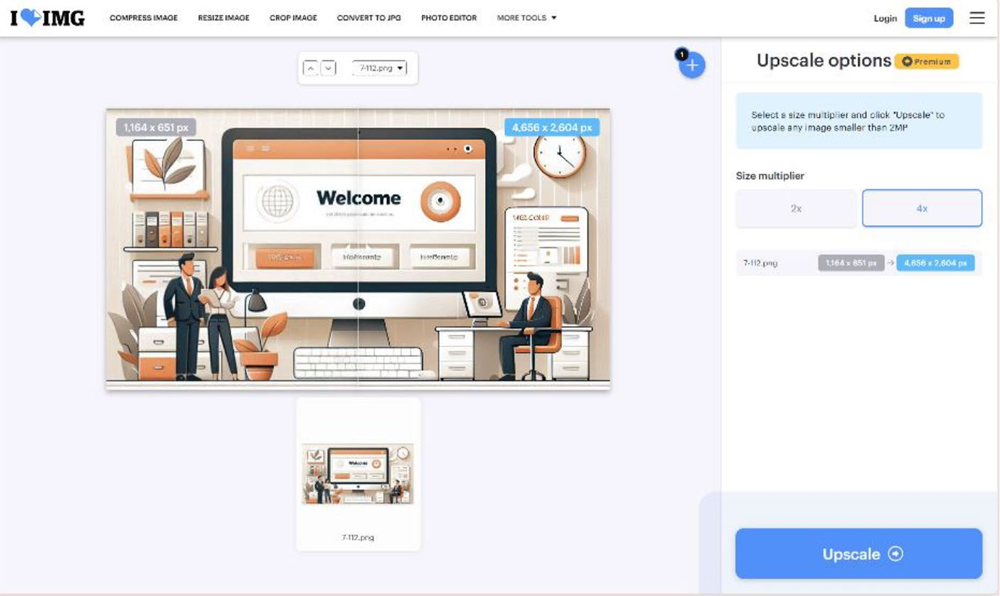 I IMG
COMPRESS IMAGE
RESIZE IMAGE
CROP IMAGE
CONVERT TO JPG
PHOTO EDITOR
MORE TOOLS
Login
Sign up
7-112.png
1
Upscale options
Premium
1,164 x 651 px
4,656 x 2,604 px
Select a size multiplier and click "Upscale" to
upscale any image smaller than 2MP
Welcome
Size multiplier
2x
4x
7-112.png
1,164 x 651 px
4,656 x 2,604 px
Welcome
7-112.png
Upscale